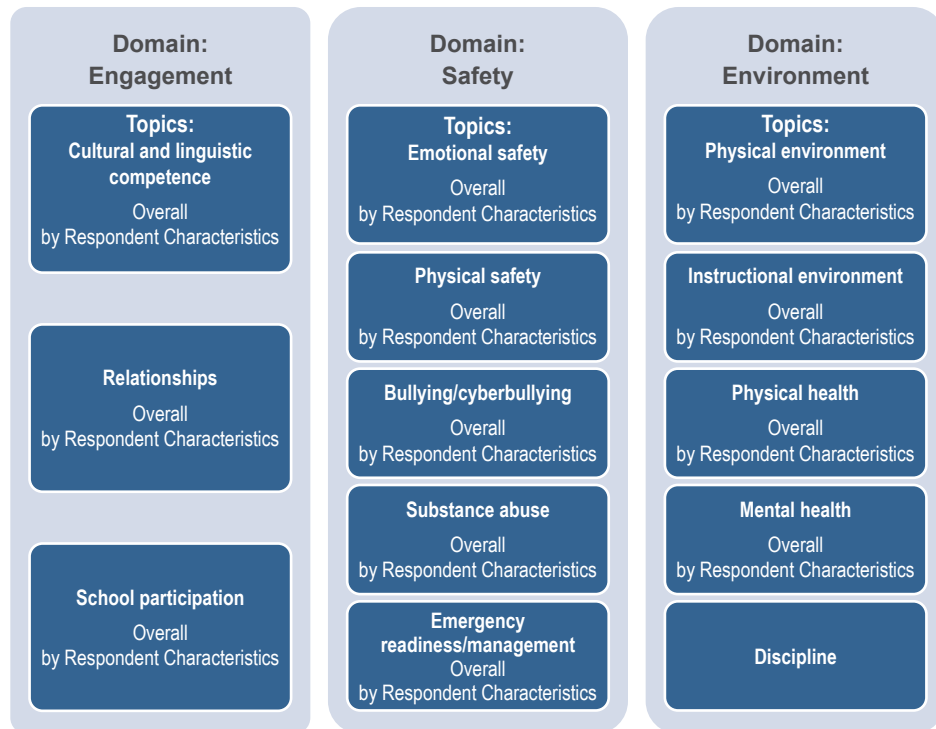 Domain:
Engagement
Topics:
Cultural and linguistic
competence
Overall
by Respondent Characteristics
Relationships
Overall
by Respondent Characteristics
School participation
Overall
by Respondent Characteristics
Domain:
Safety
Topics:
Emotional safety
Overall
by Respondent Characteristics
Physical safety
Overall
by Respondent Characteristics
Bullying/cyberbullying
Overall
by Respondent Characteristics
Substance abuse
Overall
by Respondent Characteristics
Emergency
readiness/management
Overall
by Respondent Characteristics
Domain:
Environment
Topics:
Physical environment
Overall
by Respondent Characteristics
Instructional environment
Overall
by Respondent Characteristics
Physical health
Overall
by Respondent Characteristics
Mental health
Overall
by Respondent Characteristics
Discipline